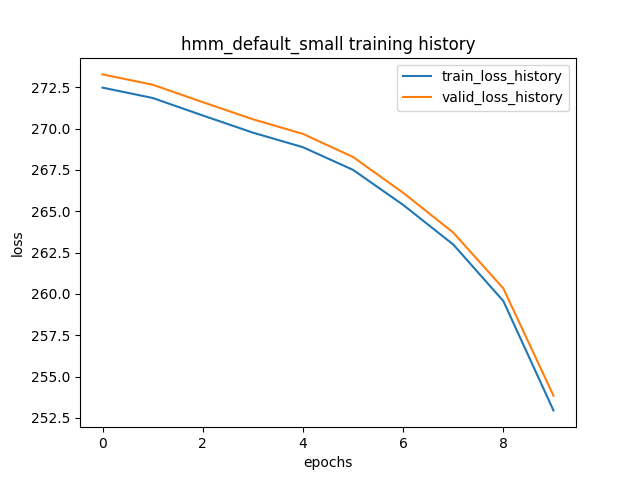 hmm_default_small training history
train_loss_history
valid_loss_history
272.5
270.0
267.5
265.0
262.5
260.0
257.5
255.0
252.5
loss
0 2 4 6 8
epochs